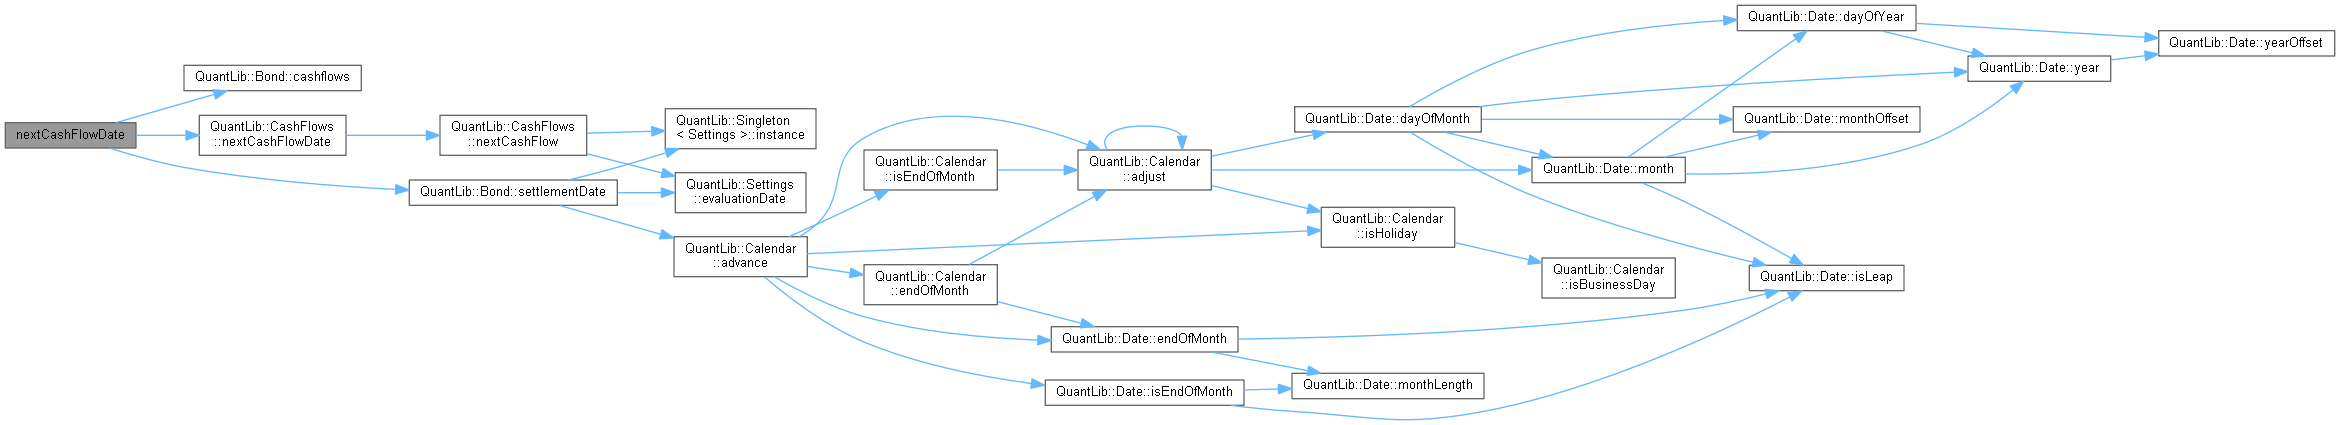 nextCashFlowDate
QuantLib::Bond::cashflows
QuantLib::CashFlows
::nextCashFlowDate
QuantLib::Bond::settlementDate
QuantLib::CashFlows
::nextCashFlow
QuantLib::Singleton
< Settings >::instance
QuantLib::Settings
::evaluationDate
QuantLib::Calendar
::advance
QuantLib::Calendar
::isEndOfMonth
QuantLib::Calendar
::endOfMonth
QuantLib::Calendar
::adjust
QuantLib::Date::endOfMonth
QuantLib::Date::isEndOfMonth
QuantLib::Date::dayOfMonth
QuantLib::Calendar
::isHoliday
QuantLib::Date::monthLength
QuantLib::Date::month
QuantLib::Calendar
::isBusinessDay
QuantLib::Date::dayOfYear
QuantLib::Date::monthOffset
QuantLib::Date::isLeap
QuantLib::Date::year
QuantLib::Date::yearOffset